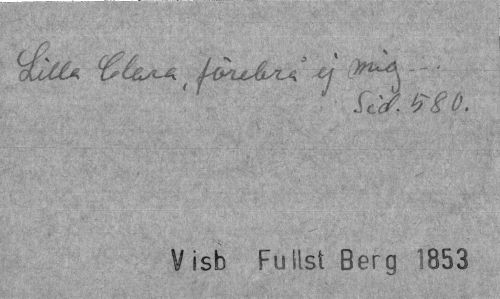 Lilla Clara, förebrå ej mig...
Sid. 580.
Visb Fullst Berg 1853